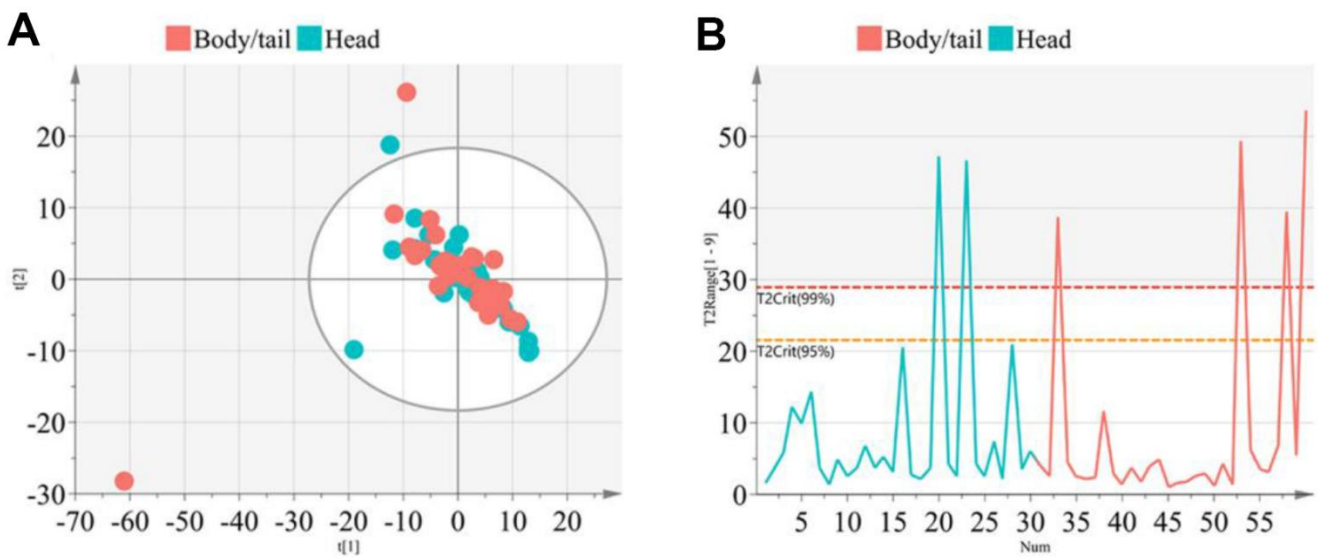 A
Body/tail Head
20
10
0
-10
-20
-30
t[2]
-70 -60 -50 -40 -30 -20 -10 0 10 20
t[1]
B
Body/tail Head
50
40
30
20
10
0
T2Range[1 - 9]
T2Crit(99%)
T2Crit(95%)
5 10 15 20 25 30 35 40 45 50 55
Num